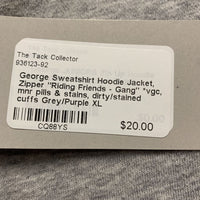 The Tack Collector
936123-92
George Sweatshirt Hoodie Jacket,
Zipper "Riding Friends - Gang" *vgc,
mnr pills & stains, dirty/stained
cuffs Grey/Purple XL
CQ88YS
$20.00